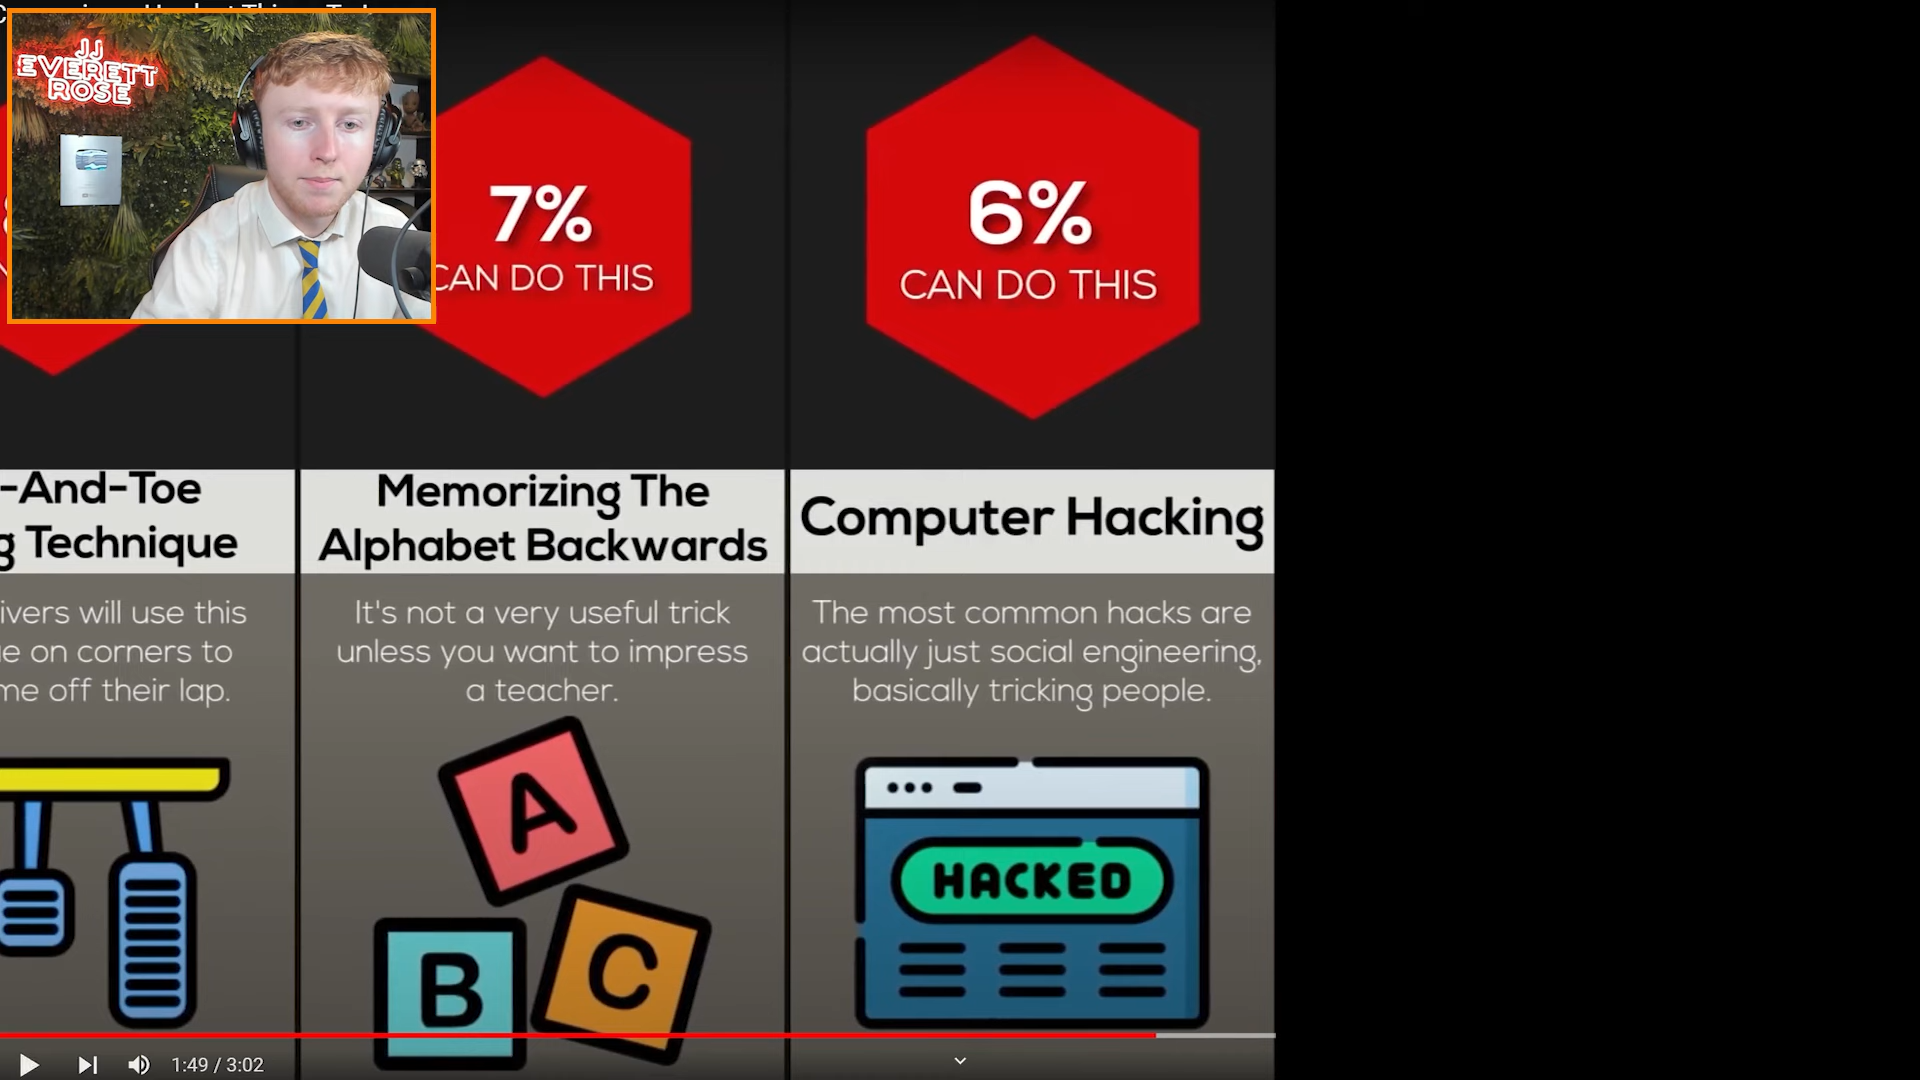 JJ
EVERETT
ROSE
7%
CAN DO THIS
6%
CAN DO THIS
-And-Toe
g Technique
Memorizing The
Alphabet Backwards
Computer Hacking
ivers will use this
e on corners to
me off their lap.
It's not a very useful trick
unless you want to impress
a teacher.
The most common hacks are
actually just social engineering,
basically tricking people.
A
B
C
HACKED
1:49 / 3:02